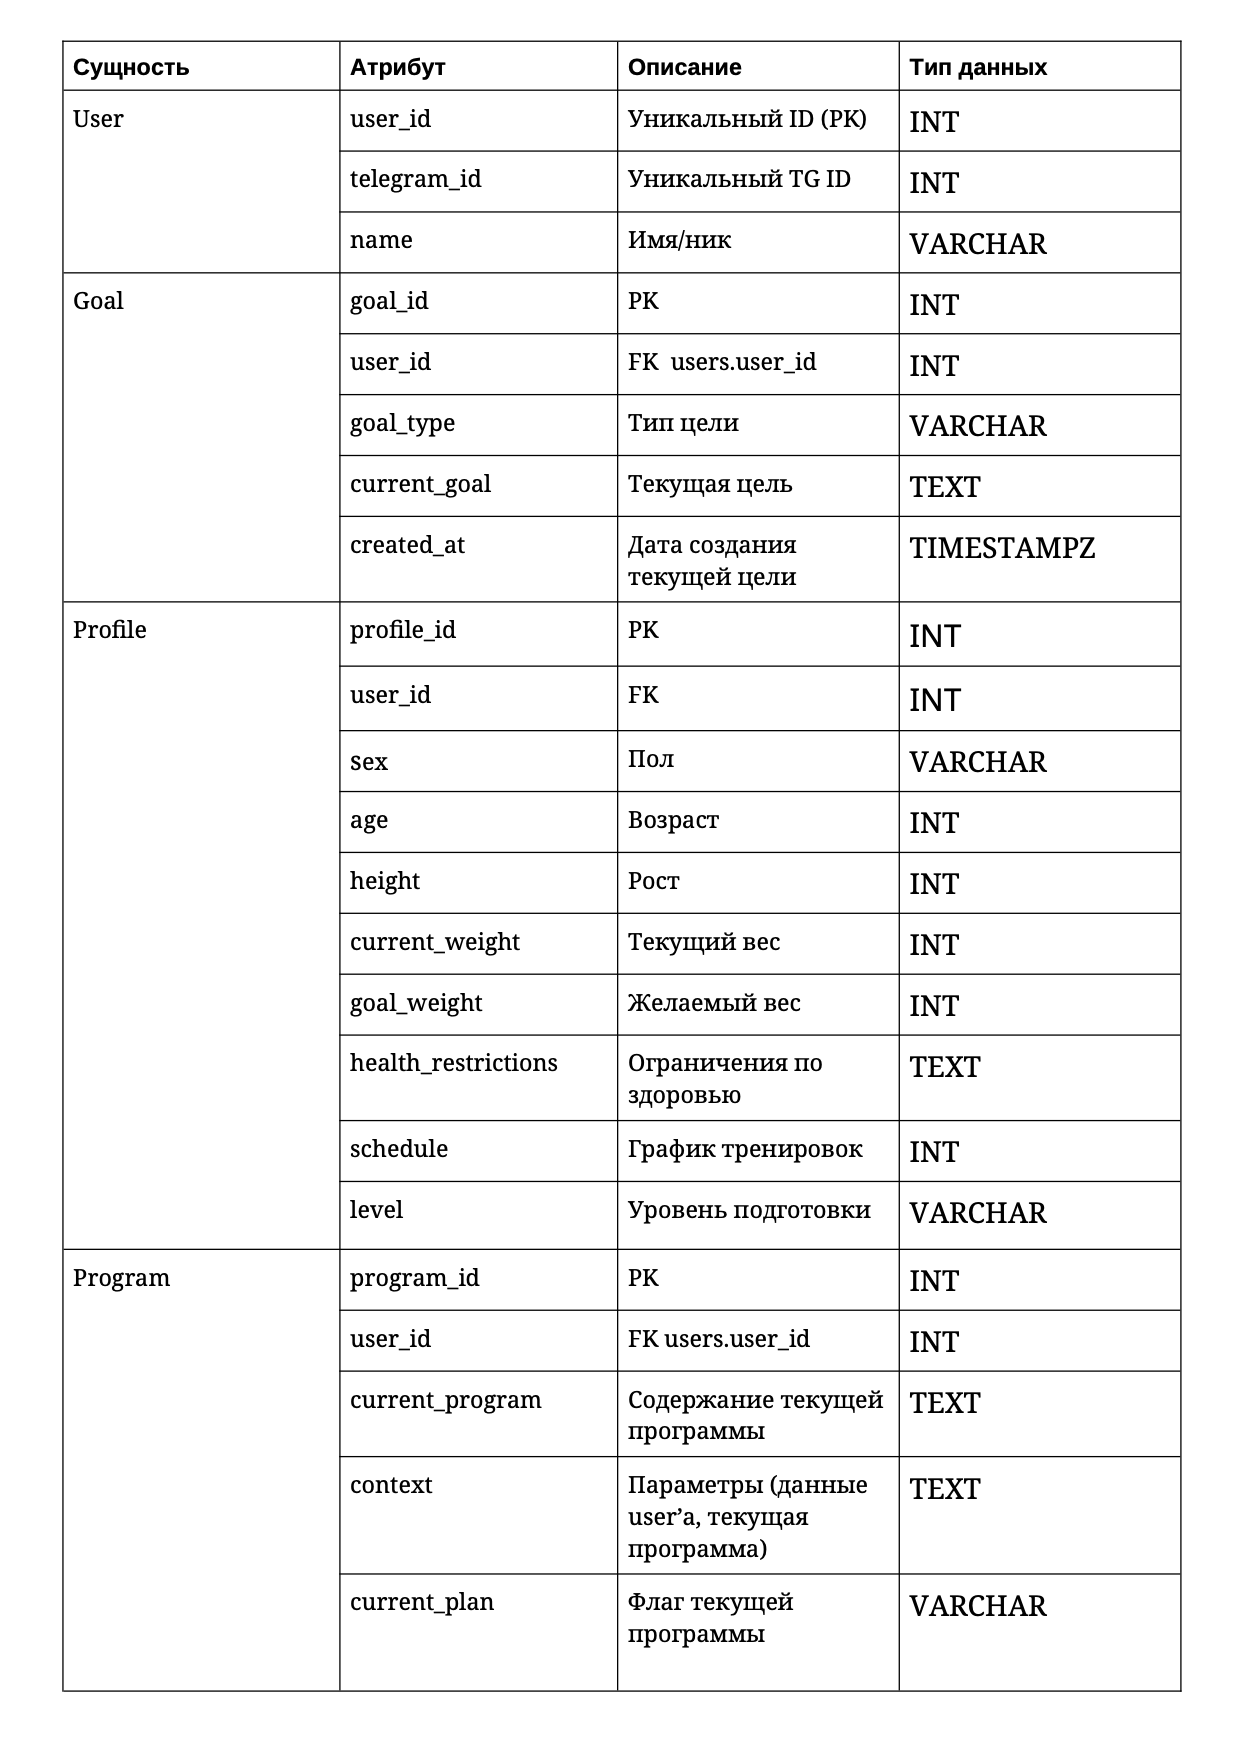 Сущность Атрибут Описание Тип данных
User user_id Уникальный ID (PK) INT
telegram_id Уникальный TG ID INT
name Имя/ник VARCHAR
Goal goal_id PK INT
user_id FK users.user_id INT
goal_type Тип цели VARCHAR
current_goal Текущая цель TEXT
created_at Дата создания TIMESTAMPZ
текущей цели
Profile profile_id PK INT
user_id FK INT
sex Пол VARCHAR
age Возраст INT
height Рост INT
current_weight Текущий вес INT
goal_weight Желаемый вес INT
health_restrictions Ограничения по TEXT
здоровью
schedule График тренировок INT
level Уровень подготовки VARCHAR
Program program_id PK INT
user_id FK users.user_id INT
current_program Содержание текущей TEXT
программы
context Параметры (данные TEXT
user’а, текущая
программа)
current_plan Флаг текущей VARCHAR
программы